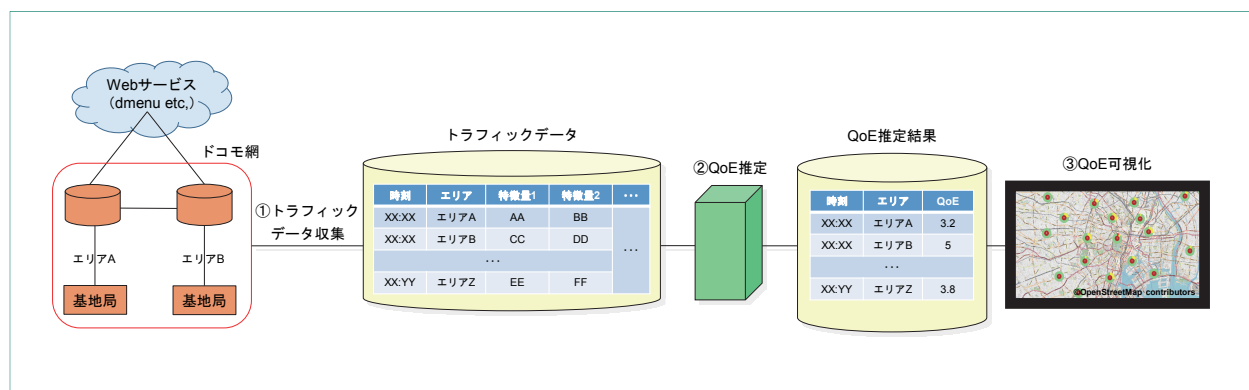 Webサービス
（dmenu etc,）
ドコモ網
エリアA
エリアB
基地局
基地局
①トラフィック
データ収集
トラフィックデータ
時刻 エリア 特徴量1 特徴量2 ・・・
XX:XX エリアA AA BB
XX:XX エリアB CC DD
・・・
・・・
XX:YY エリアZ EE FF
②QoE推定
QoE推定結果
時刻 エリア QoE
XX:XX エリアA 3.2
XX:XX エリアB 5
・・・
XX:YY エリアZ 3.8
③QoE可視化
©OpenStreetMap contributors